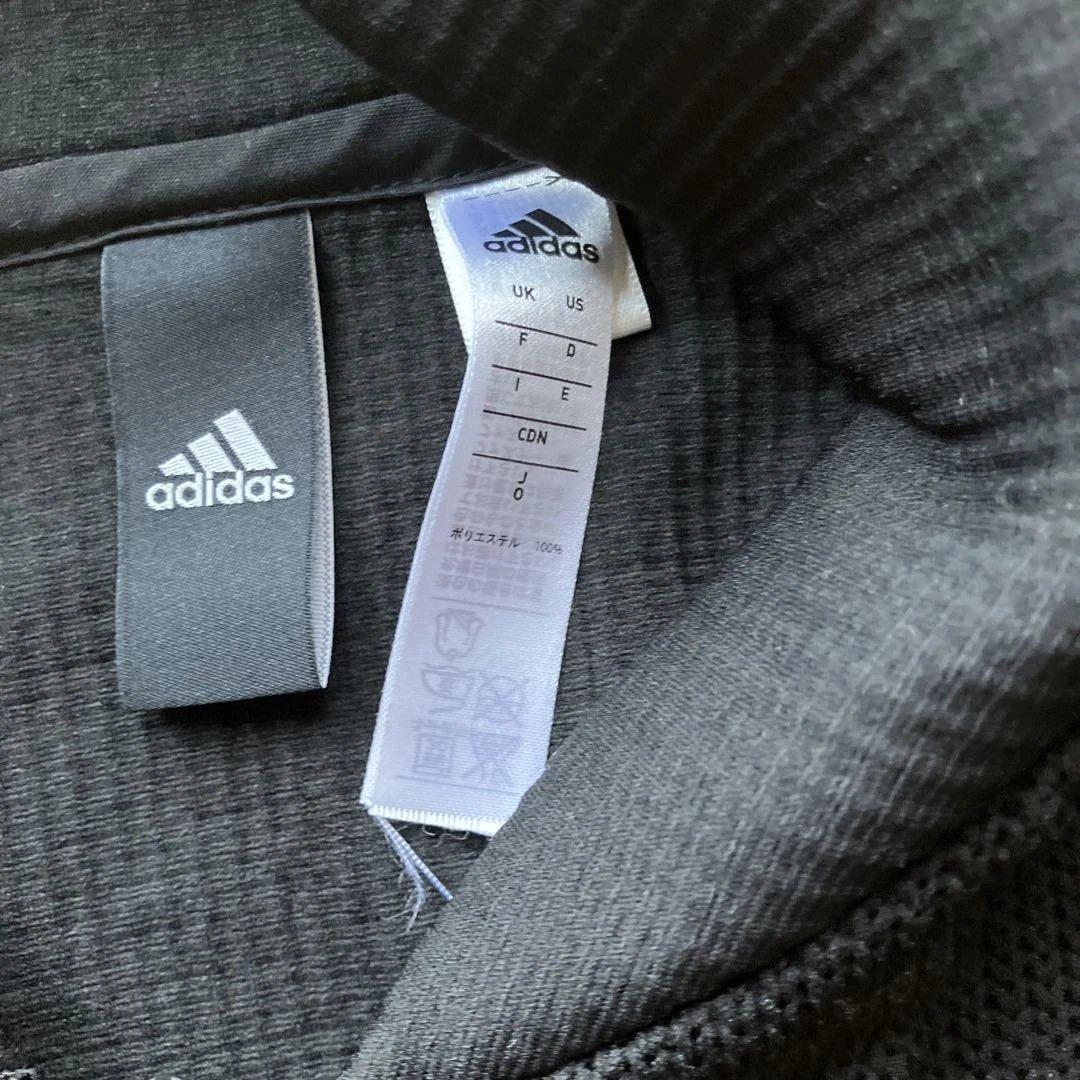 adidas
adidas
UK US
F D
I E
CDN
J
O
ポリエステル 100%